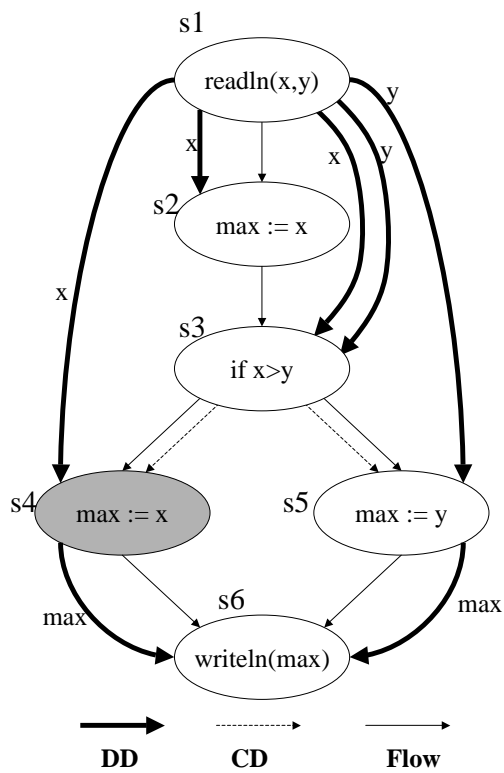 s1
readln(x,y)
y
x
x
y
s2
max := x
x
s3
if x>y
s4
max := x
s5
max := y
s6
max
max
writeln(max)
DD
CD
Flow